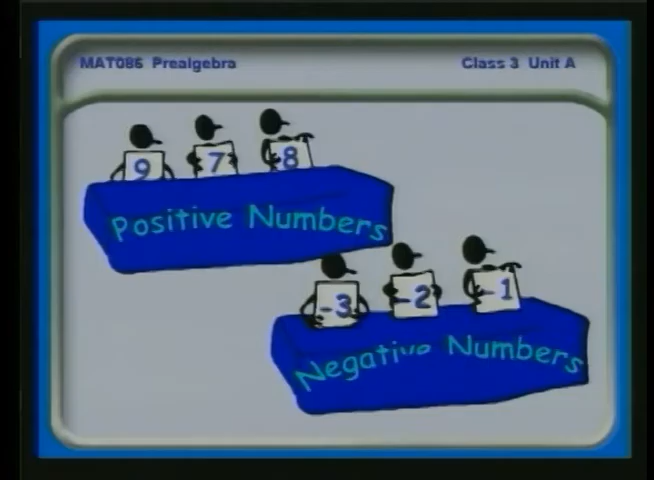 MAT086 Prealgebra
Class 3 Unit A
9 7 8
Positive Numbers
-3 -2 -1
Negative Numbers